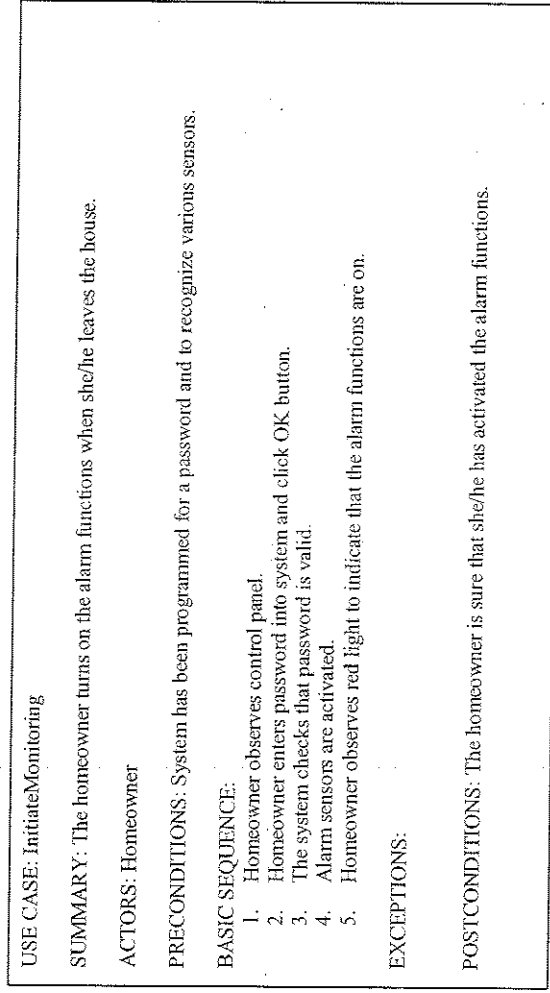 USE CASE: InitiateMonitoring
SUMMARY: The homeowner turns on the alarm functions when she/he leaves the house.
ACTORS: Homeowner
PRECONDITIONS: System has been programmed for a password and to recognize various sensors.
BASIC SEQUENCE:
1. Homeowner observes control panel.
2. Homeowner enters password into system and click OK button.
3. The system checks that password is valid.
4. Alarm sensors are activated.
5. Homeowner observes red light to indicate that the alarm functions are on.
EXCEPTIONS:
POSTCONDITIONS: The homeowner is sure that she/he has activated the alarm functions.